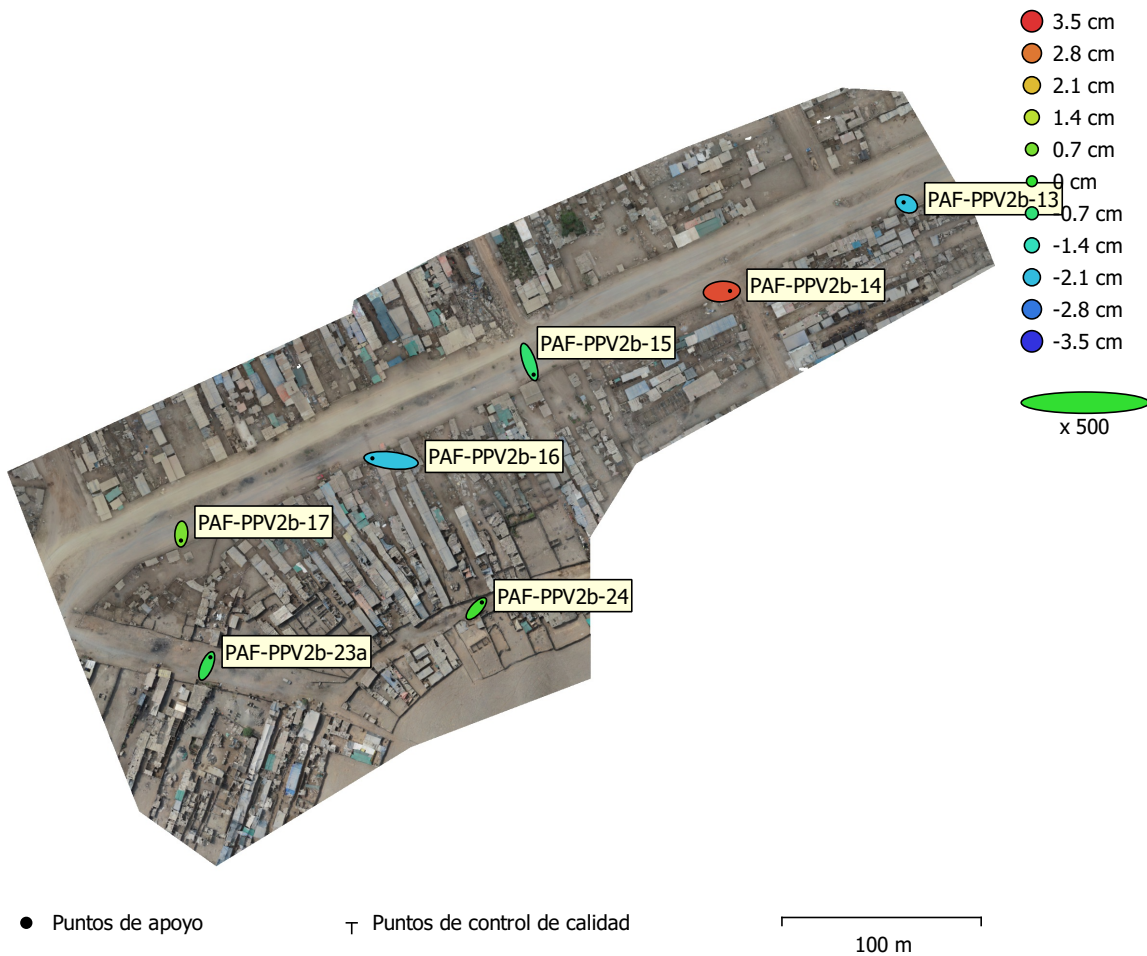 3.5 cm
2.8 cm
2.1 cm
1.4 cm
0.7 cm
0 cm
-0.7 cm
-1.4 cm
-2.1 cm
-2.8 cm
-3.5 cm
x 500
PAF-PPV2b-13
PAF-PPV2b-14
PAF-PPV2b-15
PAF-PPV2b-16
PAF-PPV2b-17
PAF-PPV2b-24
PAF-PPV2b-23a
Puntos de apoyo
Puntos de control de calidad
100 m